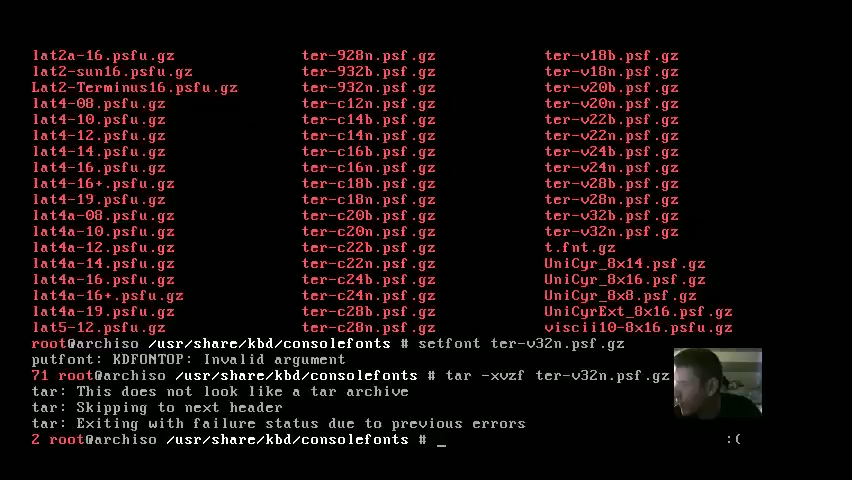 lat2a-16.psfu.gz ter-928n.psf.gz ter-v18b.psf.gz
lat2-sun16.psfu.gz ter-932b.psf.gz ter-v18n.psf.gz
Lat2-Terminus16.psfu.gz ter-932n.psf.gz ter-v20b.psf.gz
lat4-08.psfu.gz ter-c12n.psf.gz ter-v20n.psf.gz
lat4-10.psfu.gz ter-c14b.psf.gz ter-v22b.psf.gz
lat4-12.psfu.gz ter-c14n.psf.gz ter-v22n.psf.gz
lat4-14.psfu.gz ter-c16b.psf.gz ter-v24b.psf.gz
lat4-16.psfu.gz ter-c16n.psf.gz ter-v24n.psf.gz
lat4-16+.psfu.gz ter-c18b.psf.gz ter-v28b.psf.gz
lat4-19.psfu.gz ter-c18n.psf.gz ter-v28n.psf.gz
lat4a-08.psfu.gz ter-c20b.psf.gz ter-v32b.psf.gz
lat4a-10.psfu.gz ter-c20n.psf.gz ter-v32n.psf.gz
lat4a-12.psfu.gz ter-c22b.psf.gz t.fnt.gz
lat4a-14.psfu.gz ter-c22n.psf.gz UniCyr_8x14.psf.gz
lat4a-16.psfu.gz ter-c24b.psf.gz UniCyr_8x16.psf.gz
lat4a-16+.psfu.gz ter-c24n.psf.gz UniCyr_8x8.psf.gz
lat4a-19.psfu.gz ter-c28b.psf.gz UniCyrExt_8x16.psf.gz
lat5-12.psfu.gz ter-c28n.psf.gz viscii10-8x16.psfu.gz
root@archiso /usr/share/kbd/consolefonts # setfont ter-v32n.psf.gz
putfont: KDFONTOP: Invalid argument
71 root@archiso /usr/share/kbd/consolefonts # tar -xvzf ter-v32n.psf.gz
tar: This does not look like a tar archive
tar: Skipping to next header
tar: Exiting with failure status due to previous errors
2 root@archiso /usr/share/kbd/consolefonts # _ :(